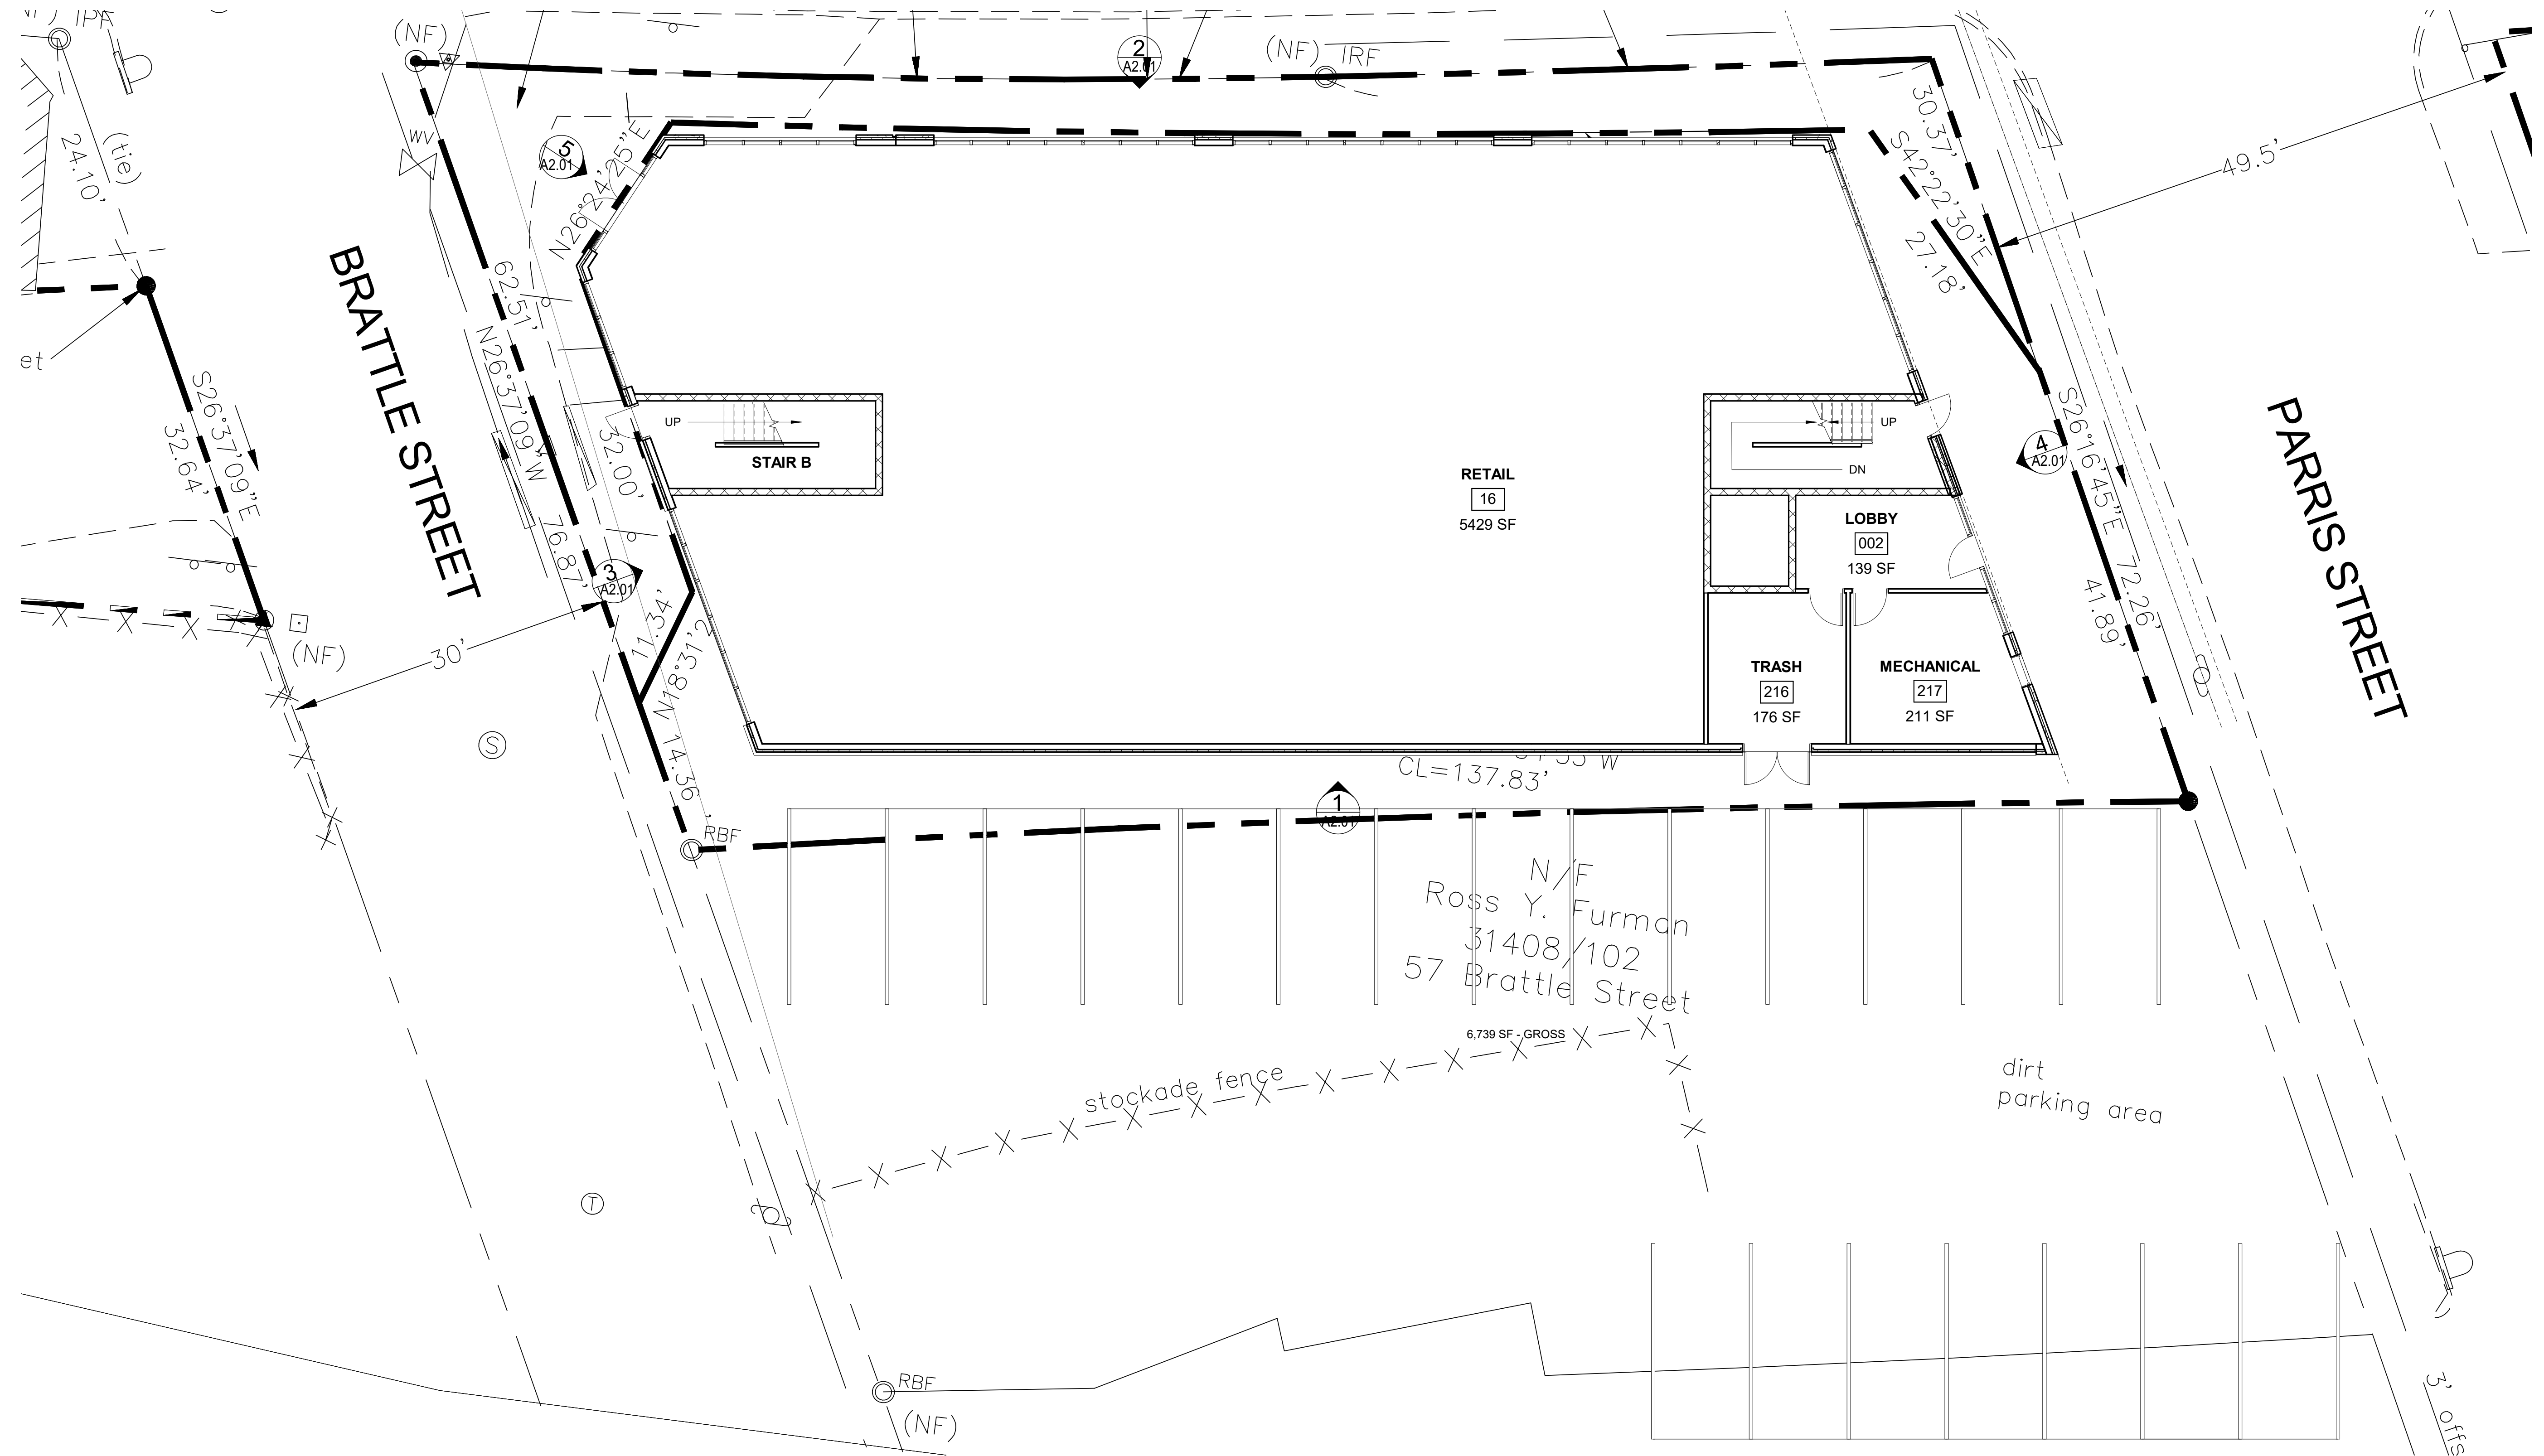 (NF) IPF
(NF)
2
A2.01
(NF) IRF
WV
24.10'
(tie)
5
A2.01
N26°24'25"E
30.37'
S42°22'30"E
27.18'
49.5'
BRATTLE STREET
62.51'
N26°37'09"W
76.87'
et
S26°37'09"E
32.64'
UP
STAIR B
32.00'
RETAIL
16
5429 SF
UP
DN
LOBBY
002
139 SF
4
A2.01
S26°16'45"E
72.26'
41.89'
PARRIS STREET
3
A2.01
11.34'
N18°31'2
30'
(NF)
TRASH
216
176 SF
MECHANICAL
217
211 SF
S
14.36'
CL=137.83'
1
A2.01
RBF
N/F
Ross Y. Furman
31408/102
57 Brattle Street
6,739 SF - GROSS
stockade fence
dirt
parking area
T
RBF
(NF)
3' offs